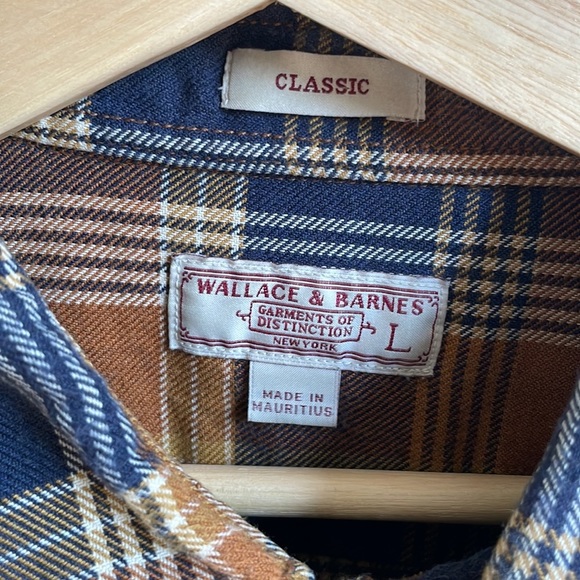 CLASSIC
WALLACE & BARNES
GARMENTS OF
DISTINCTION
NEW YORK
L
MADE IN
MAURITIUS